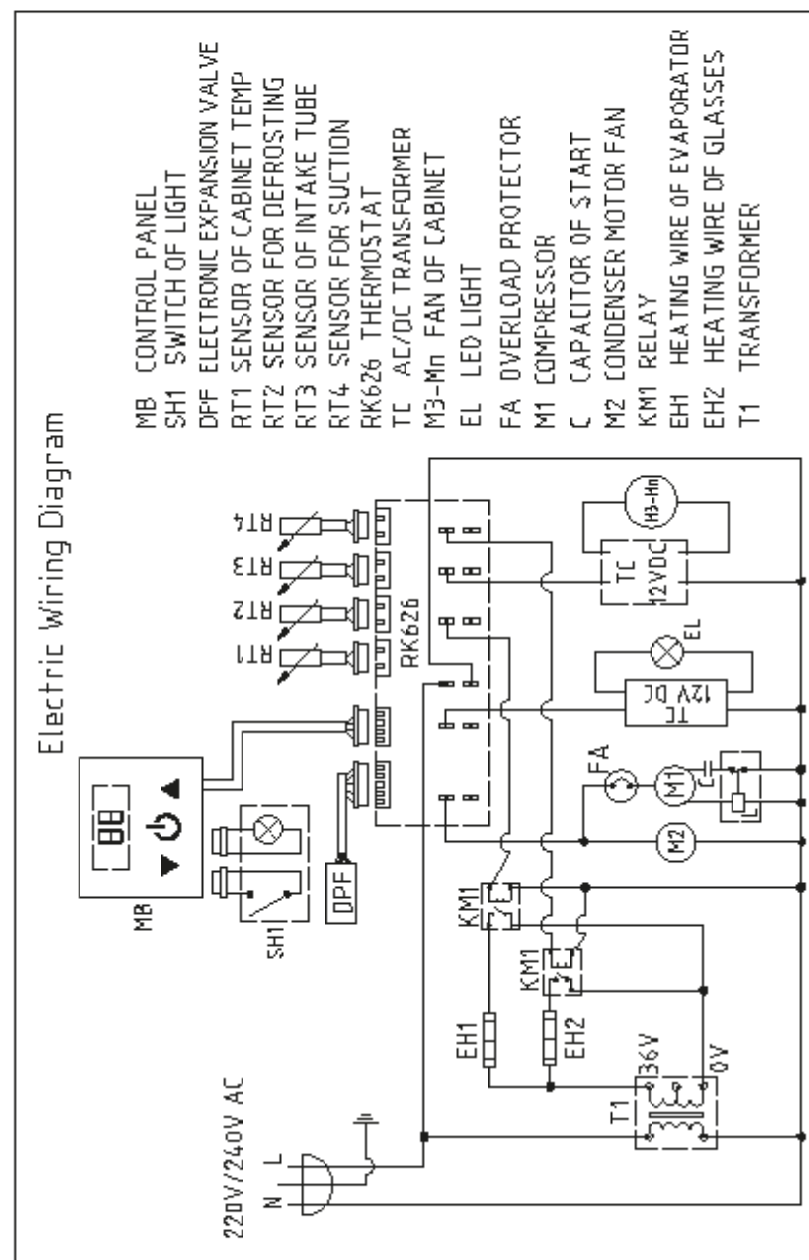 Electric Wiring Diagram
MB CONTROL PANEL
SH1 SWITCH OF LIGHT
DPF ELECTRONIC EXPANSION VALVE
RT1 SENSOR OF CABINET TEMP
RT2 SENSOR FOR DEFROSTING
RT3 SENSOR OF INTAKE TUBE
RT4 SENSOR FOR SUCTION
RK626 THERMOSTAT
TC AC/DC TRANSFORMER
M3-Mn FAN OF CABINET
EL LED LIGHT
FA OVERLOAD PROTECTOR
M1 COMPRESSOR
C CAPACITOR OF START
M2 CONDENSER MOTOR FAN
KM1 RELAY
EH1 HEATING WIRE OF EVAPORATOR
EH2 HEATING WIRE OF GLASSES
T1 TRANSFORMER
220V/240V AC
N
L
MB
88
SH1
DPF
RT1
RT2
RT3
RT4
RK626
EH1
EH2
KM1
KM1
T1
36V
0V
M2
M1
FA
C
L
TC
12V DC
EL
TC
12VDC
M3-Mn